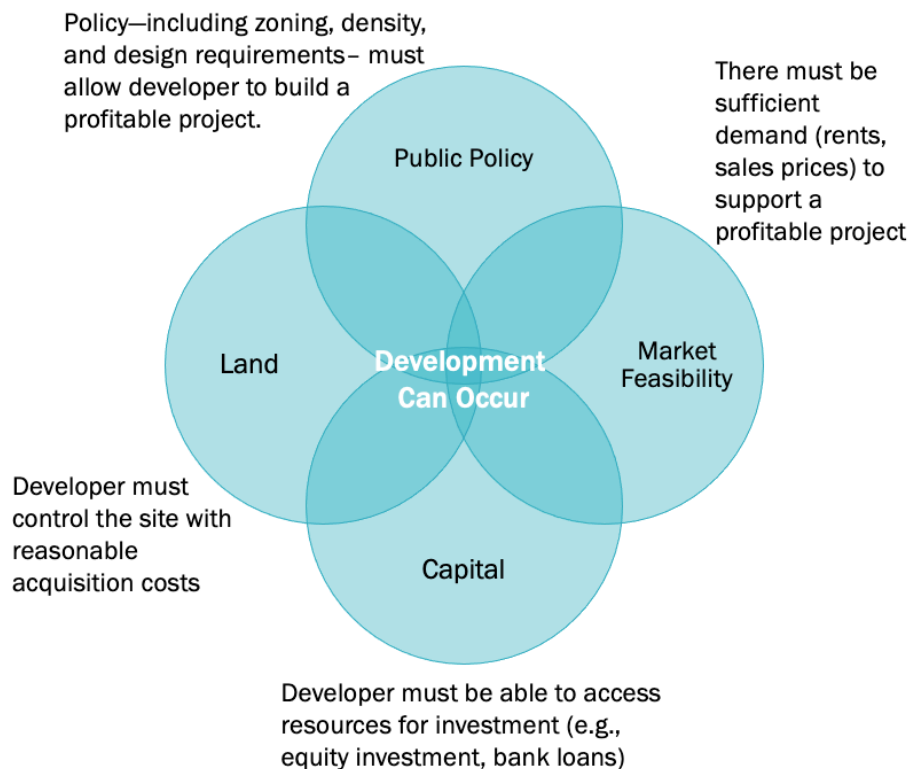 Policy—including zoning, density,
and design requirements– must
allow developer to build a
profitable project.
There must be
sufficient
demand (rents,
sales prices) to
support a
profitable project
Public Policy
Land
Development
Can Occur
Market
Feasibility
Developer must
control the site with
reasonable
acquisition costs
Capital
Developer must be able to access
resources for investment (e.g.,
equity investment, bank loans)